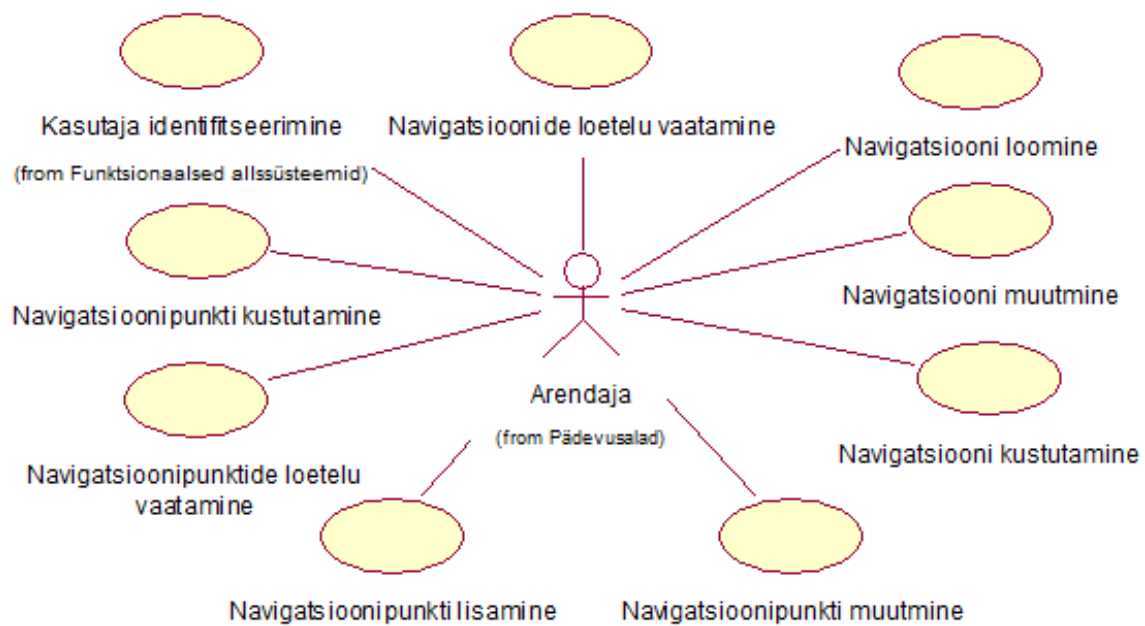 Kasutaja identifitseerimine
(from Funktsionaalsed allssüsteemid)
Navigatsioonide loetelu vaatamine
Navigatsiooni loomine
Navigatsioonipunkti kustutamine
Navigatsiooni muutmine
Arendaja
(from Pädevusalad)
Navigatsioonipunktide loetelu
vaatamine
Navigatsiooni kustutamine
Navigatsioonipunkti lisamine
Navigatsioonipunkti muutmine